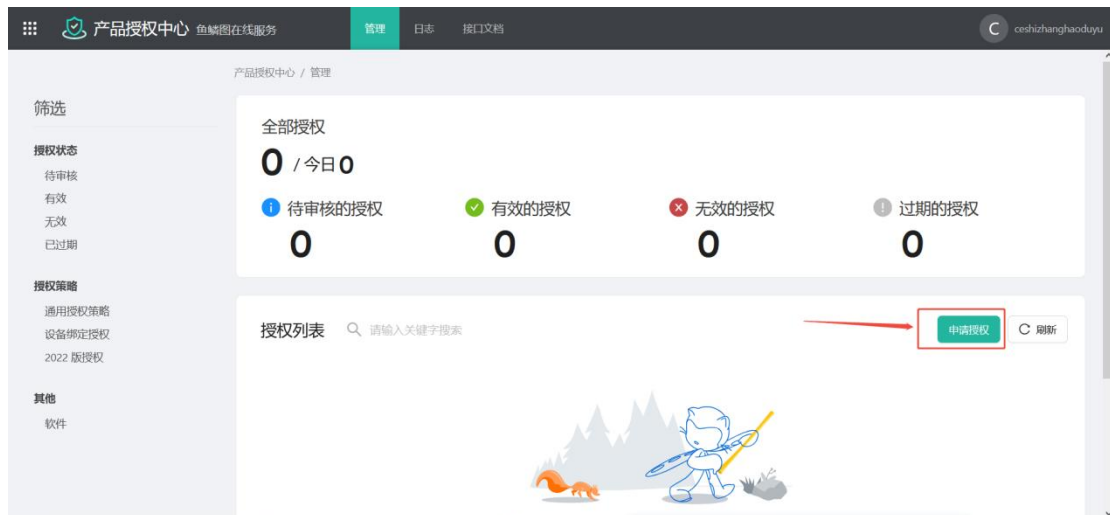 产品授权中心 鱼鳞图在线服务 管理 日志 接口文档 C ceshizhanghaoduyu
产品授权中心 / 管理
筛选
授权状态
待审核
有效
无效
已过期
授权策略
通用授权策略
设备绑定授权
2022 版授权
其他
软件
全部授权
0 / 今日 0
待审核的授权 有效的授权 无效的授权 过期的授权
0 0 0 0
授权列表 请输入关键字搜索 申请授权 刷新